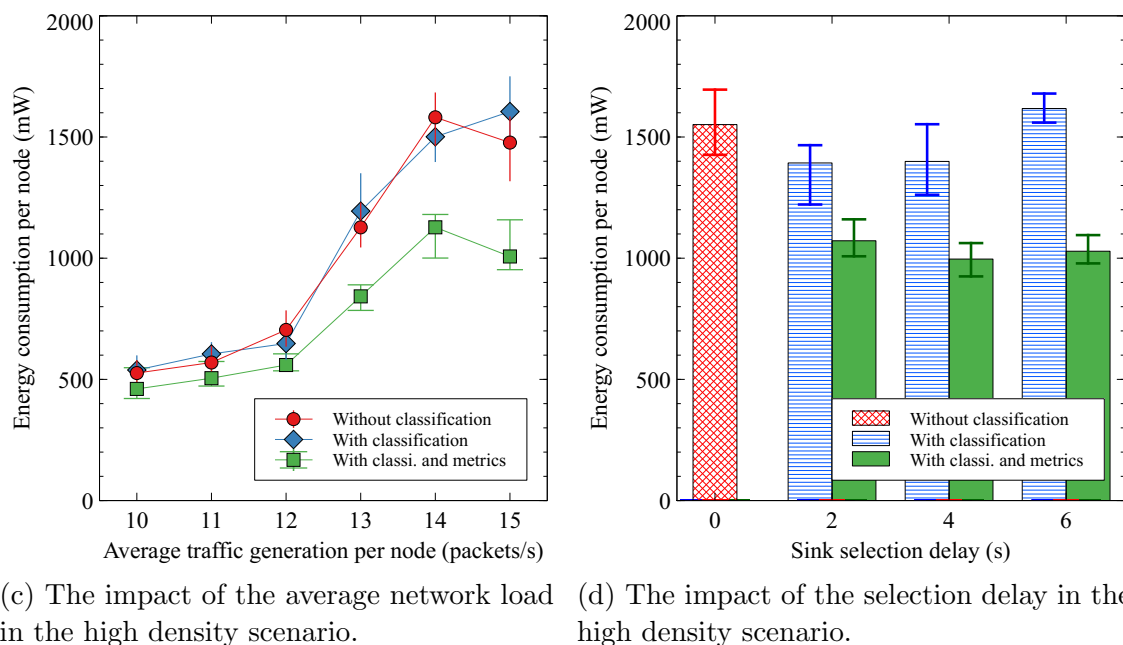 2000
1500
1000
500
0
Energy consumption per node (mW)
10 11 12 13 14 15
Average traffic generation per node (packets/s)
Without classification
With classification
With classi. and metrics
(c) The impact of the average network load
in the high density scenario.
2000
1500
1000
500
0
Energy consumption per node (mW)
0 2 4 6
Sink selection delay (s)
Without classification
With classification
With classi. and metrics
(d) The impact of the selection delay in the
high density scenario.